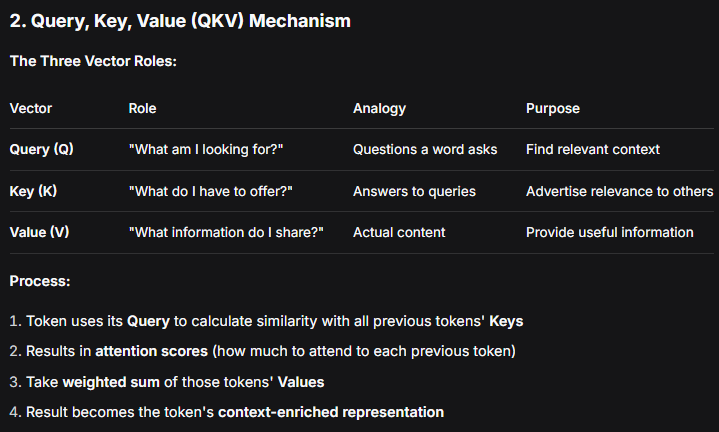 2. Query, Key, Value (QKV) Mechanism
The Three Vector Roles:
Vector Role Analogy Purpose
Query (Q) "What am I looking for?" Questions a word asks Find relevant context
Key (K) "What do I have to offer?" Answers to queries Advertise relevance to others
Value (V) "What information do I share?" Actual content Provide useful information
Process:
1. Token uses its Query to calculate similarity with all previous tokens' Keys
2. Results in attention scores (how much to attend to each previous token)
3. Take weighted sum of those tokens' Values
4. Result becomes the token's context-enriched representation